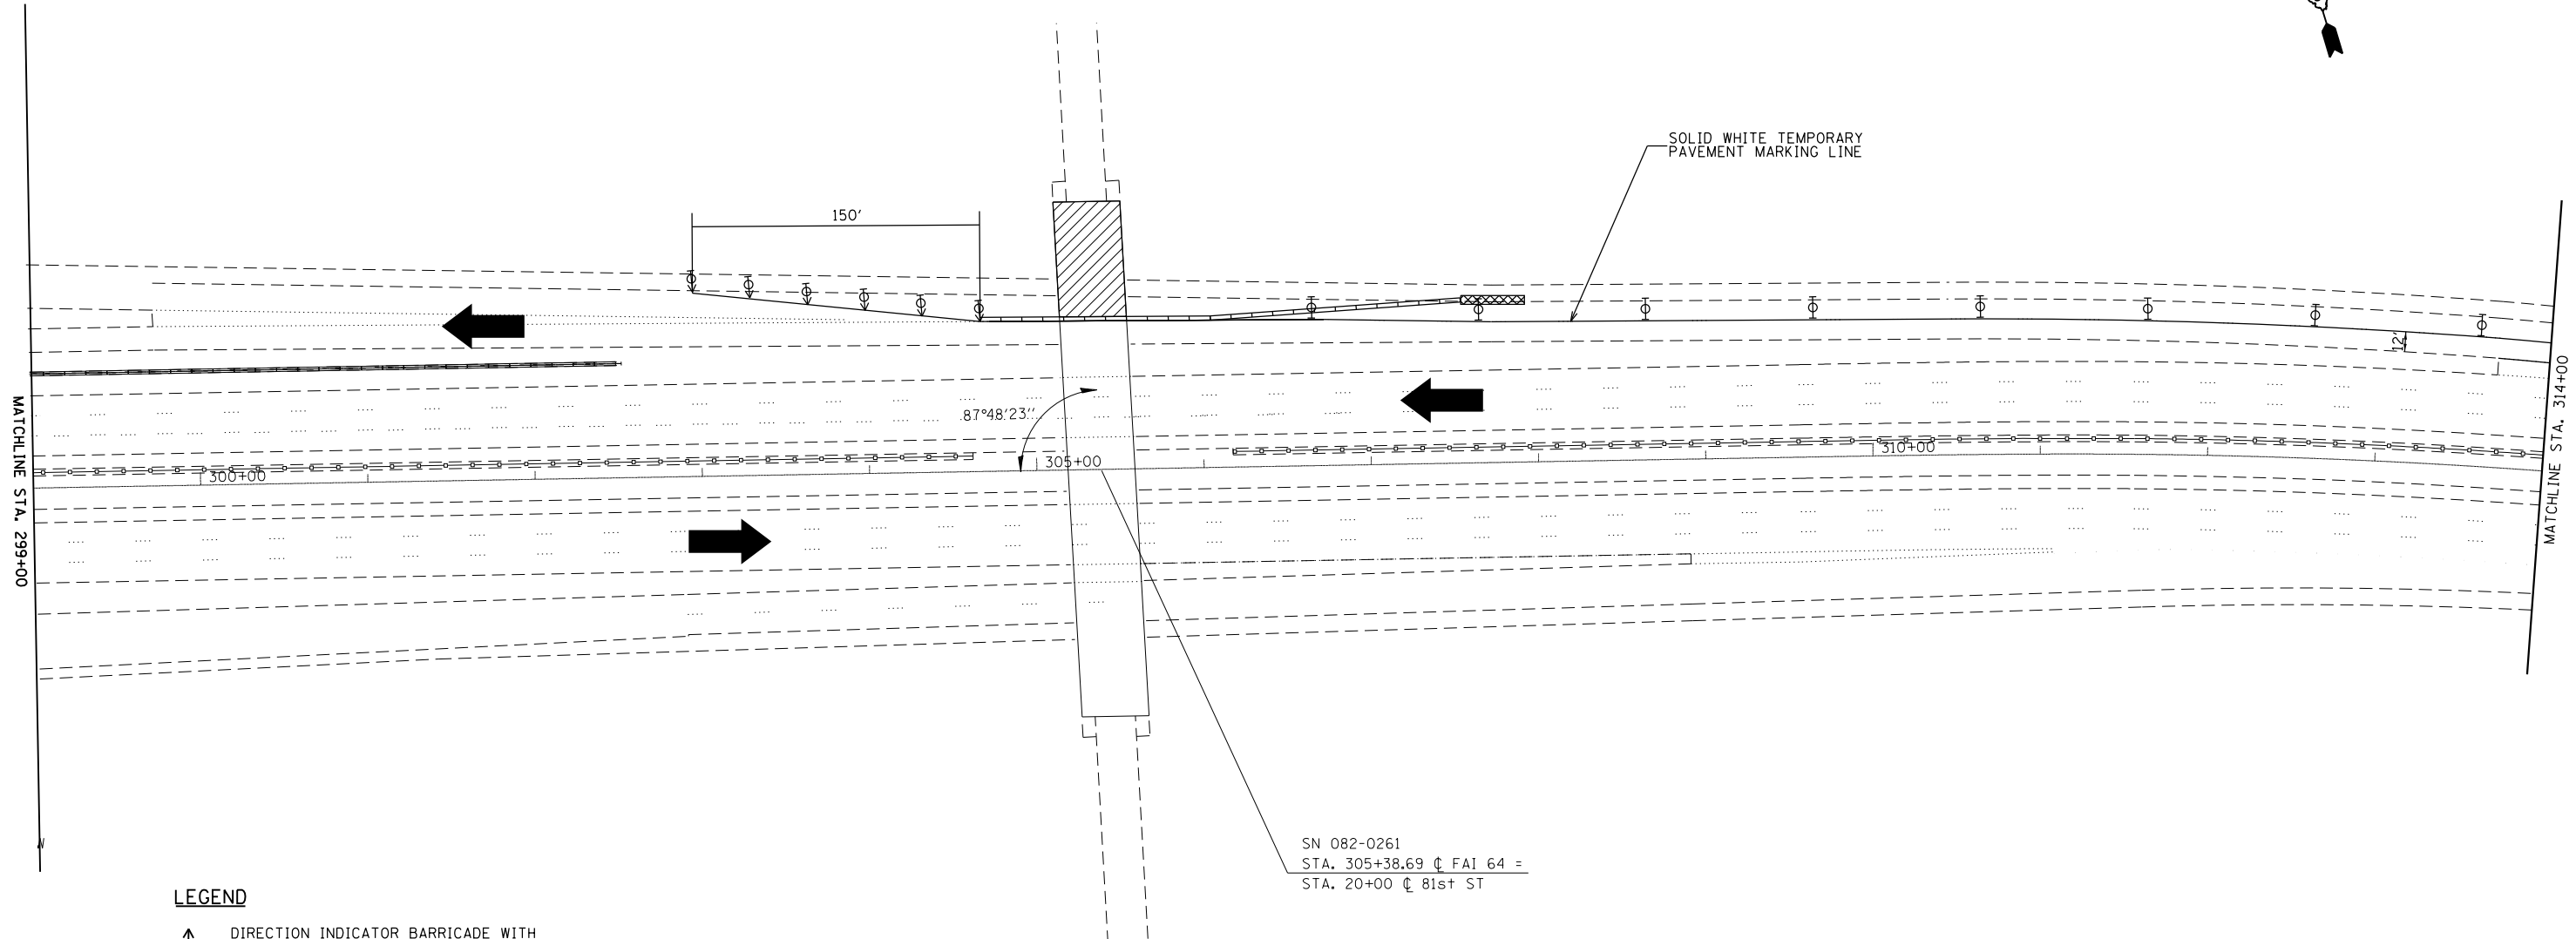 SOLID WHITE TEMPORARY
PAVEMENT MARKING LINE
150'
12'
MATCHLINE STA. 299+00
MATCHLINE STA. 314+00
87°48'23''
300+00
305+00
310+00
SN 082-0261
STA. 305+38.69 ℄ FAI 64 =
STA. 20+00 ℄ 81st ST
LEGEND
DIRECTION INDICATOR BARRICADE WITH